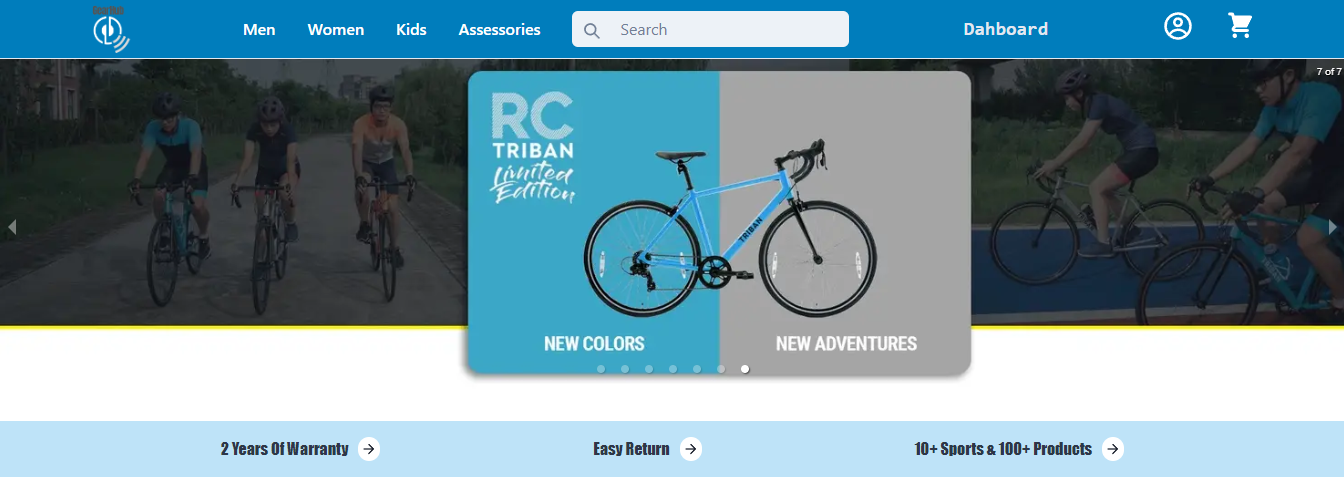 Men Women Kids Assessories Search Dahboard
7 of 7
RC
TRIBAN
Limited
Edition
TRIBAN
NEW COLORS NEW ADVENTURES
2 Years Of Warranty Easy Return 10+ Sports & 100+ Products